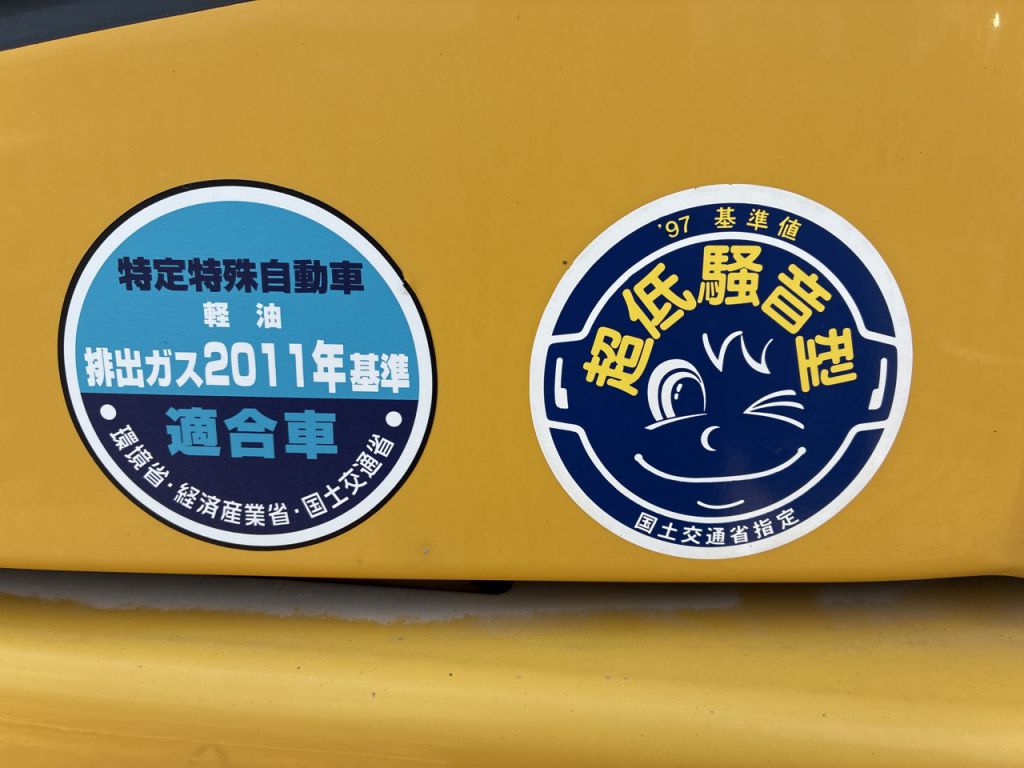 特定特殊自動車
軽油
排出ガス2011年基準
適合車
環境省・経済産業省・国土交通省
'97 基準値
超低騒音型
国土交通省指定